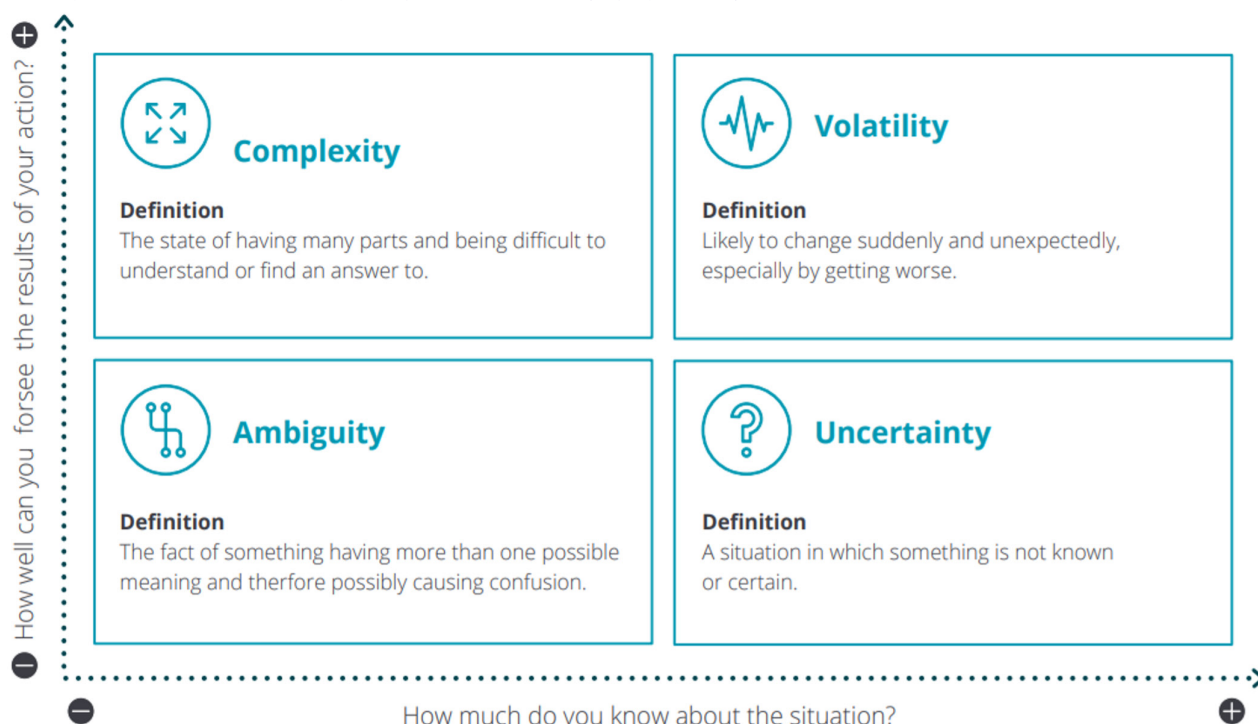 How well can you forsee the results of your action?
Complexity
Definition
The state of having many parts and being difficult to
understand or find an answer to.
Volatility
Definition
Likely to change suddenly and unexpectedly,
especially by getting worse.
Ambiguity
Definition
The fact of something having more than one possible
meaning and therfore possibly causing confusion.
Uncertainty
Definition
A situation in which something is not known
or certain.
How much do you know about the situation?